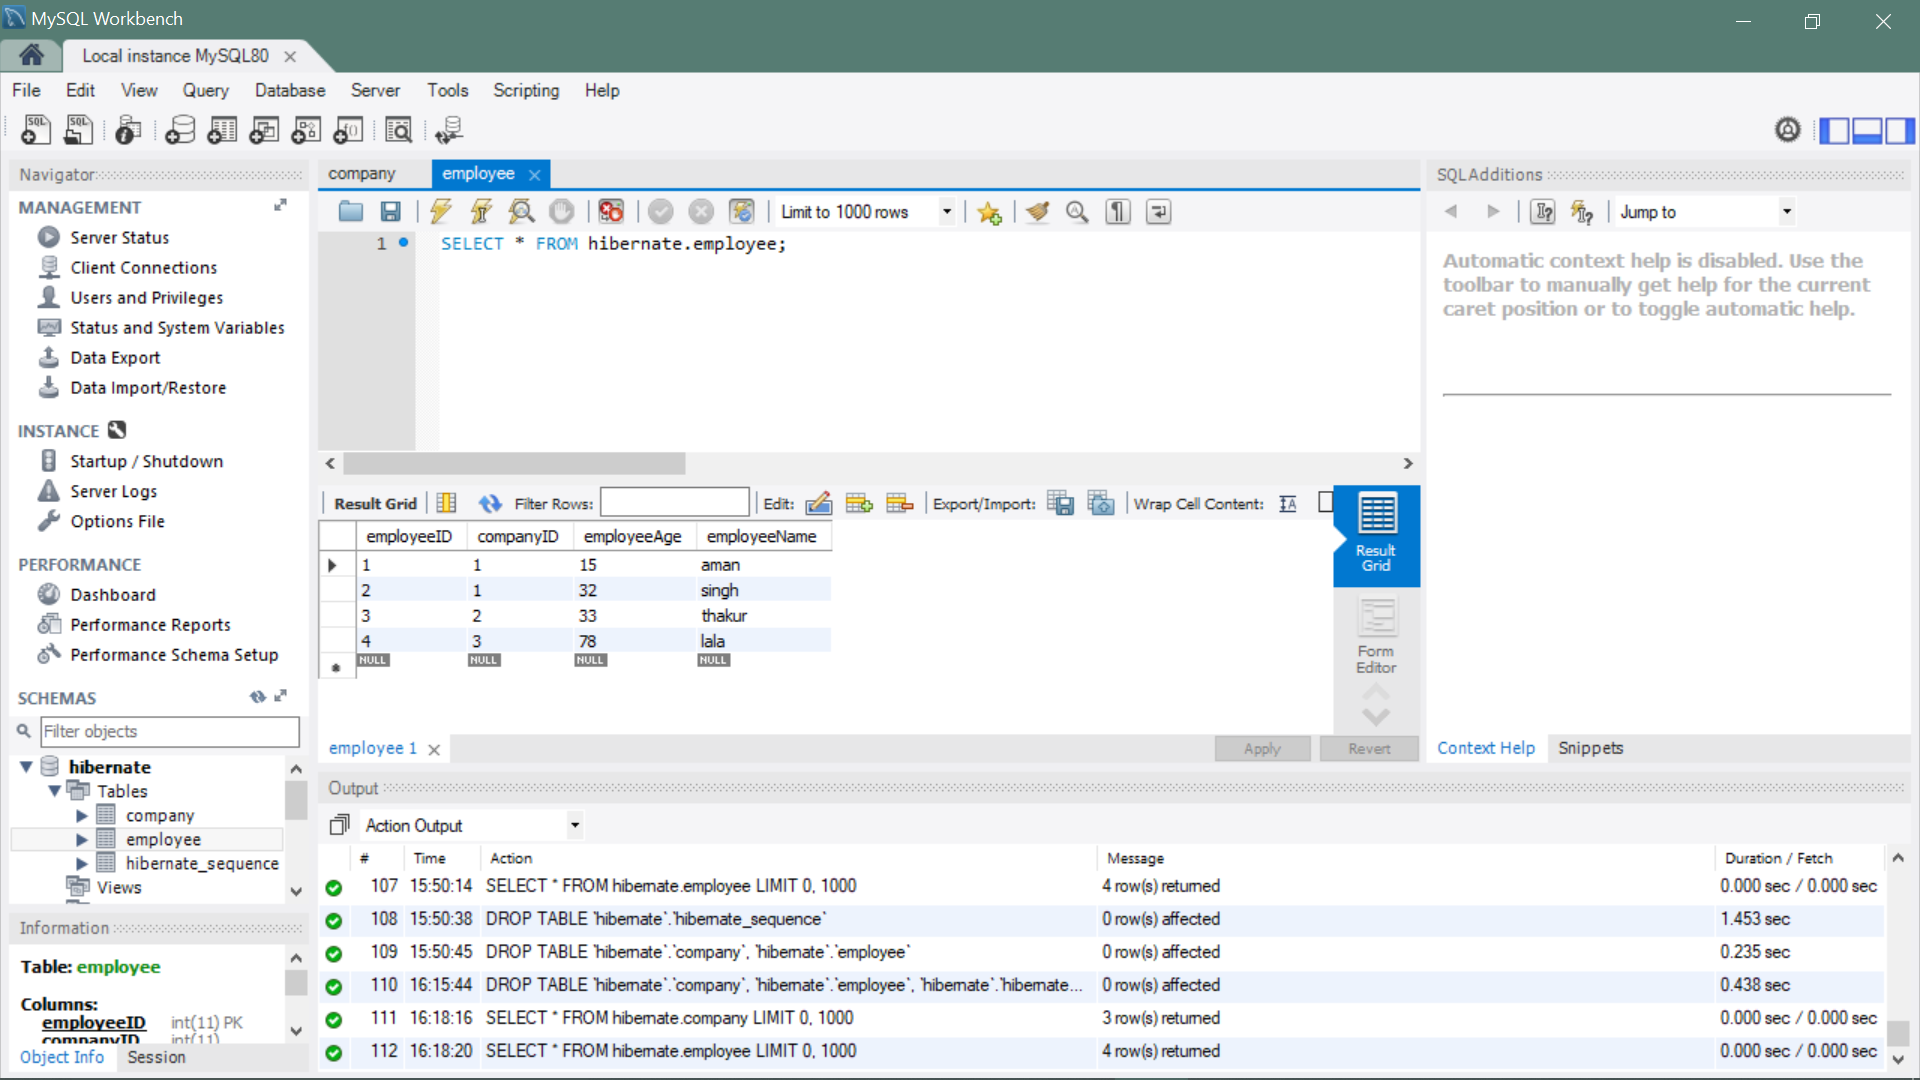 MySQL Workbench
Local instance MySQL80
File Edit View Query Database Server Tools Scripting Help
Navigator
MANAGEMENT
Server Status
Client Connections
Users and Privileges
Status and System Variables
Data Export
Data Import/Restore
INSTANCE
Startup / Shutdown
Server Logs
Options File
PERFORMANCE
Dashboard
Performance Reports
Performance Schema Setup
SCHEMAS
Filter objects
hibernate
Tables
company
employee
hibernate_sequence
Views
Information
Table: employee
Columns:
employeeID int(11) PK
companyID int(11)
Object Info Session
company employee
Limit to 1000 rows
1 SELECT * FROM hibernate.employee;
Result Grid Filter Rows: Edit: Export/Import: Wrap Cell Content:
employeeID companyID employeeAge employeeName
1 1 15 aman
2 1 32 singh
3 2 33 thakur
4 3 78 lala
NULL NULL NULL NULL
Result
Grid
Form
Editor
employee 1 Apply Revert
SQLAdditions
Jump to
Automatic context help is disabled. Use the
toolbar to manually get help for the current
caret position or to toggle automatic help.
Context Help Snippets
Output
Action Output
# Time Action Message Duration / Fetch
107 15:50:14 SELECT * FROM hibernate.employee LIMIT 0, 1000 4 row(s) returned 0.000 sec / 0.000 sec
108 15:50:38 DROP TABLE `hibernate`.`hibernate_sequence` 0 row(s) affected 1.453 sec
109 15:50:45 DROP TABLE `hibernate`.`company`, `hibernate`.`employee` 0 row(s) affected 0.235 sec
110 16:15:44 DROP TABLE `hibernate`.`company`, `hibernate`.`employee`, `hibernate`.`hibernate... 0 row(s) affected 0.438 sec
111 16:18:16 SELECT * FROM hibernate.company LIMIT 0, 1000 3 row(s) returned 0.000 sec / 0.000 sec
112 16:18:20 SELECT * FROM hibernate.employee LIMIT 0, 1000 4 row(s) returned 0.000 sec / 0.000 sec